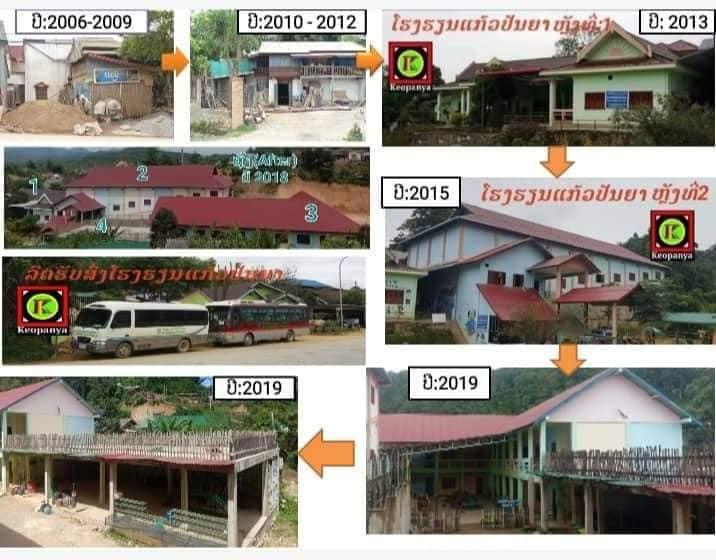 ປີ:2006-2009
ປີ:2010 - 2012
ໂຮງຮຽນແກ້ວປັນຍາ ຫຼັງທີ່ 1
ປີ: 2013
K
Keopanya
ຫຼັງ(After)
ປີ 2018
1
2
3
4
ປີ:2015
ໂຮງຮຽນແກ້ວປັນຍາ ຫຼັງທີ່2
K
Keopanya
ລົດຮັບສົ່ງໂຮງຮຽນແກ້ວປັນຍາ
K
Keopanya
ປີ:2019
ປີ:2019